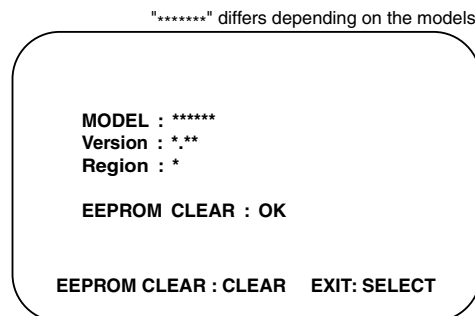 "*******" differs depending on the models
MODEL : ******
Version : *.**
Region : *
EEPROM CLEAR : OK
EEPROM CLEAR : CLEAR EXIT: SELECT